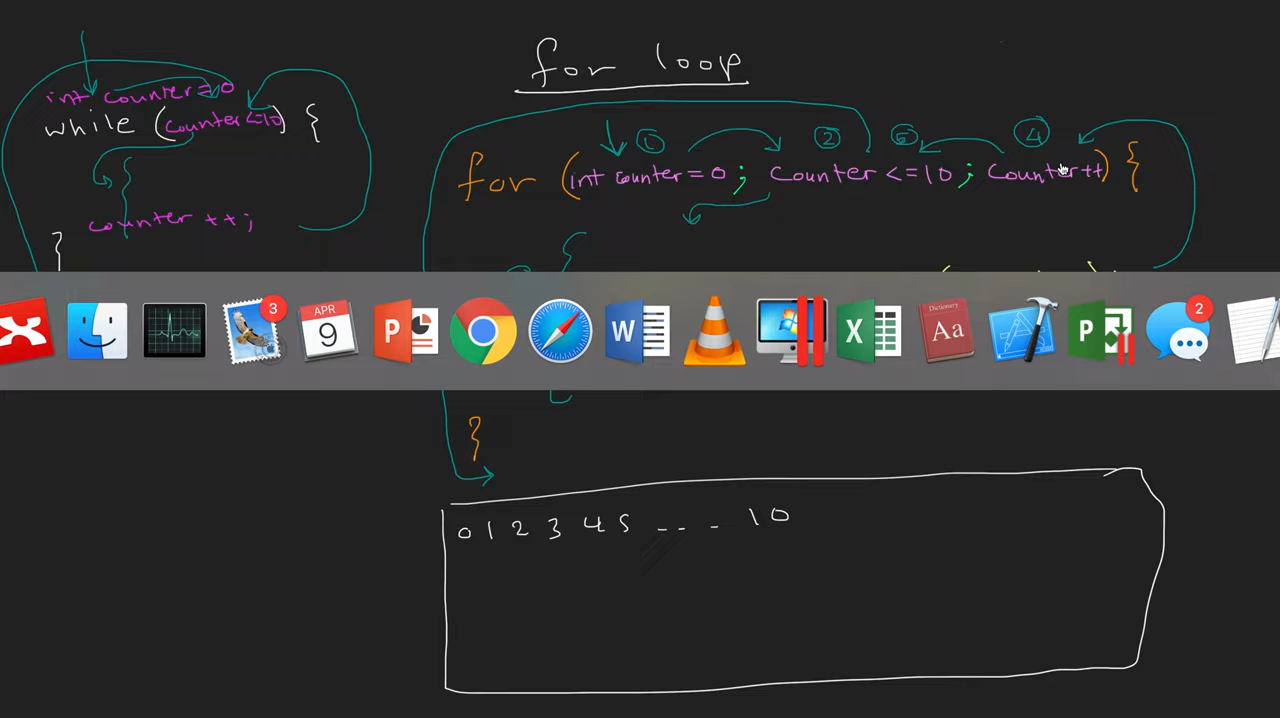 for loop
int counter=0
while (counter<=10) {
counter ++;
}
1 2 5 4
for (int counter=0; Counter <=10; Counter++) {
3
APR
9
P
W
X
Dictionary
Aa
P
2
}
0 1 2 3 4 5 - - - 10